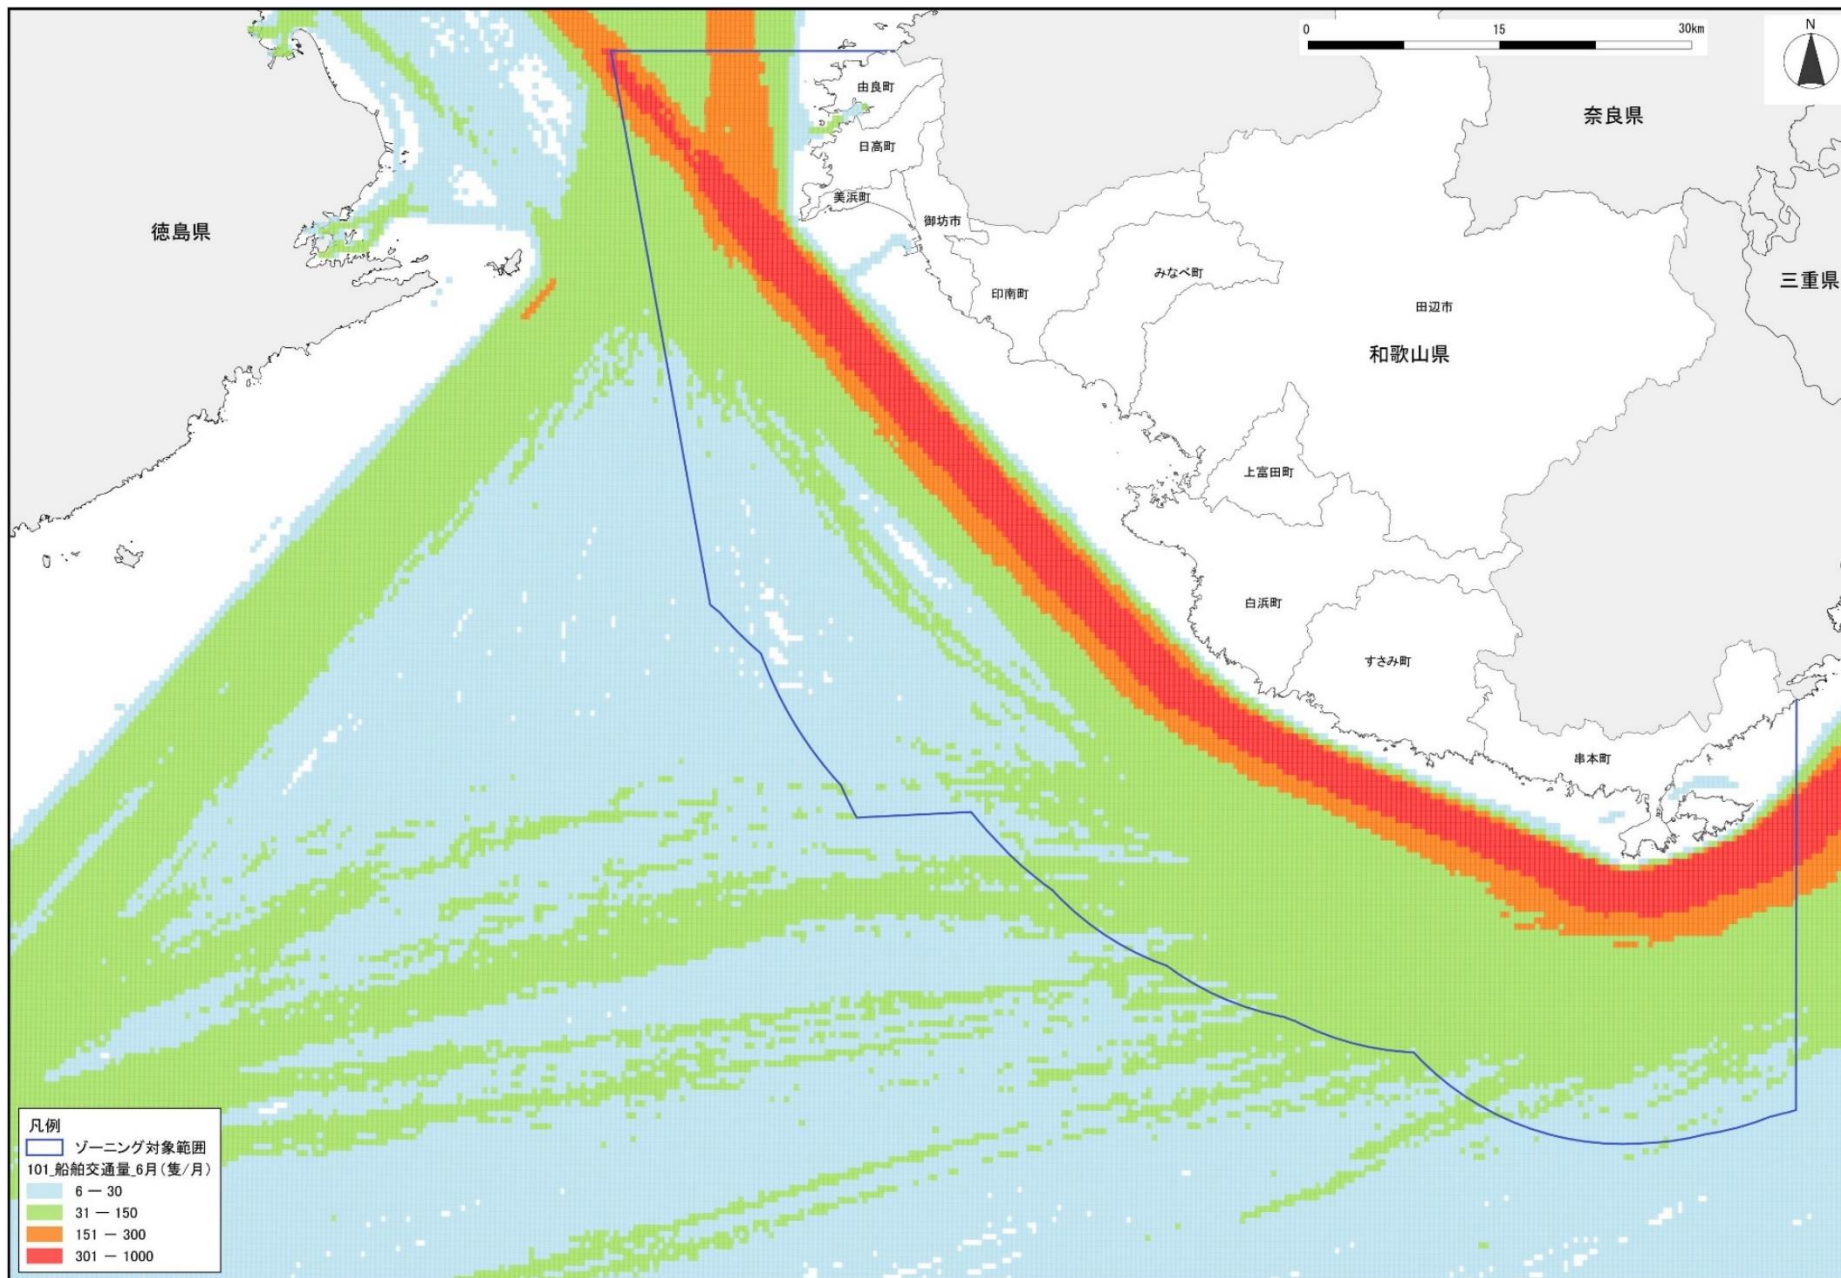 0 15 30km
N
由良町
奈良県
日高町
美浜町
御坊市
徳島県
みなべ町
三重県
印南町
田辺市
和歌山県
上富田町
白浜町
すさみ町
串本町
凡例
ゾーニング対象範囲
101_船舶交通量_6月(隻/月)
6 － 30
31 － 150
151 － 300
301 － 1000